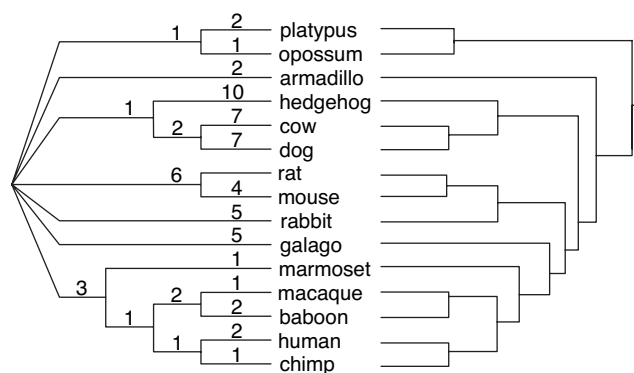 2
platypus
1
1
opossum
2
armadillo
10
hedgehog
1
7
cow
2
7
dog
rat
6
4
mouse
5
rabbit
5
galago
1
marmoset
3
1
macaque
2
2
baboon
1
2
human
1
1
chimp